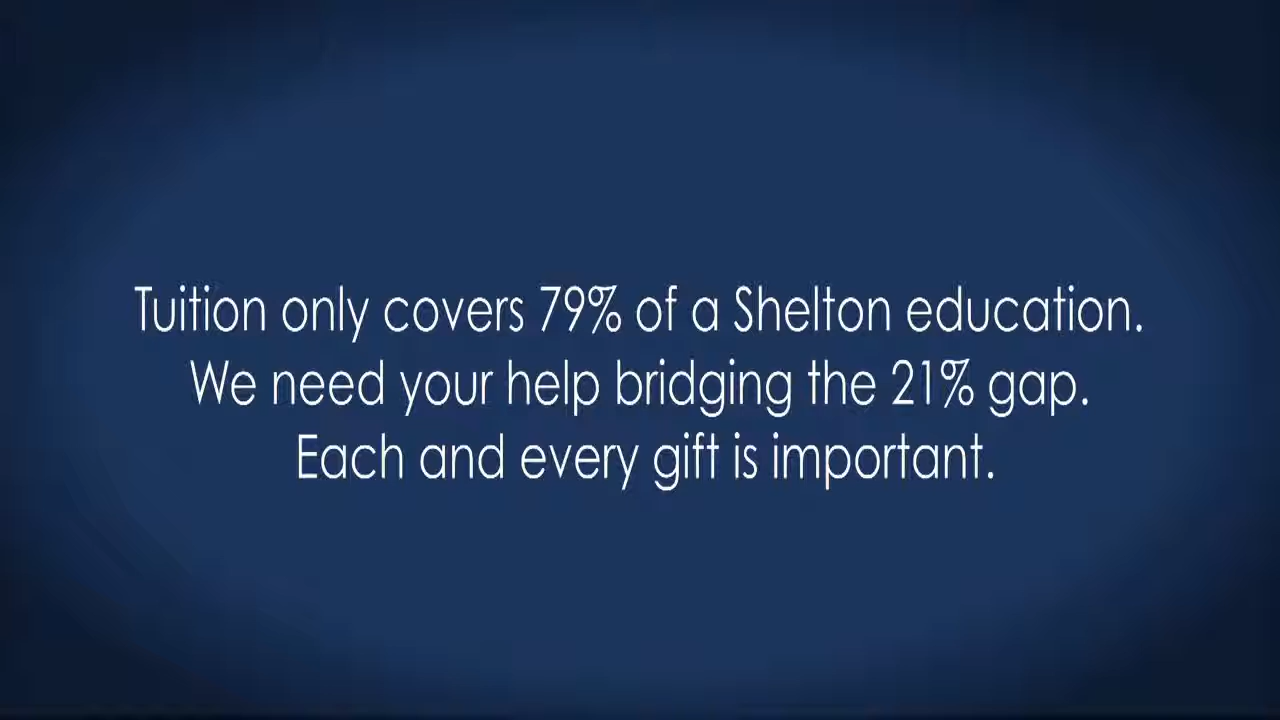 Tuition only covers 79% of a Shelton education.
We need your help bridging the 21% gap.
Each and every gift is important.